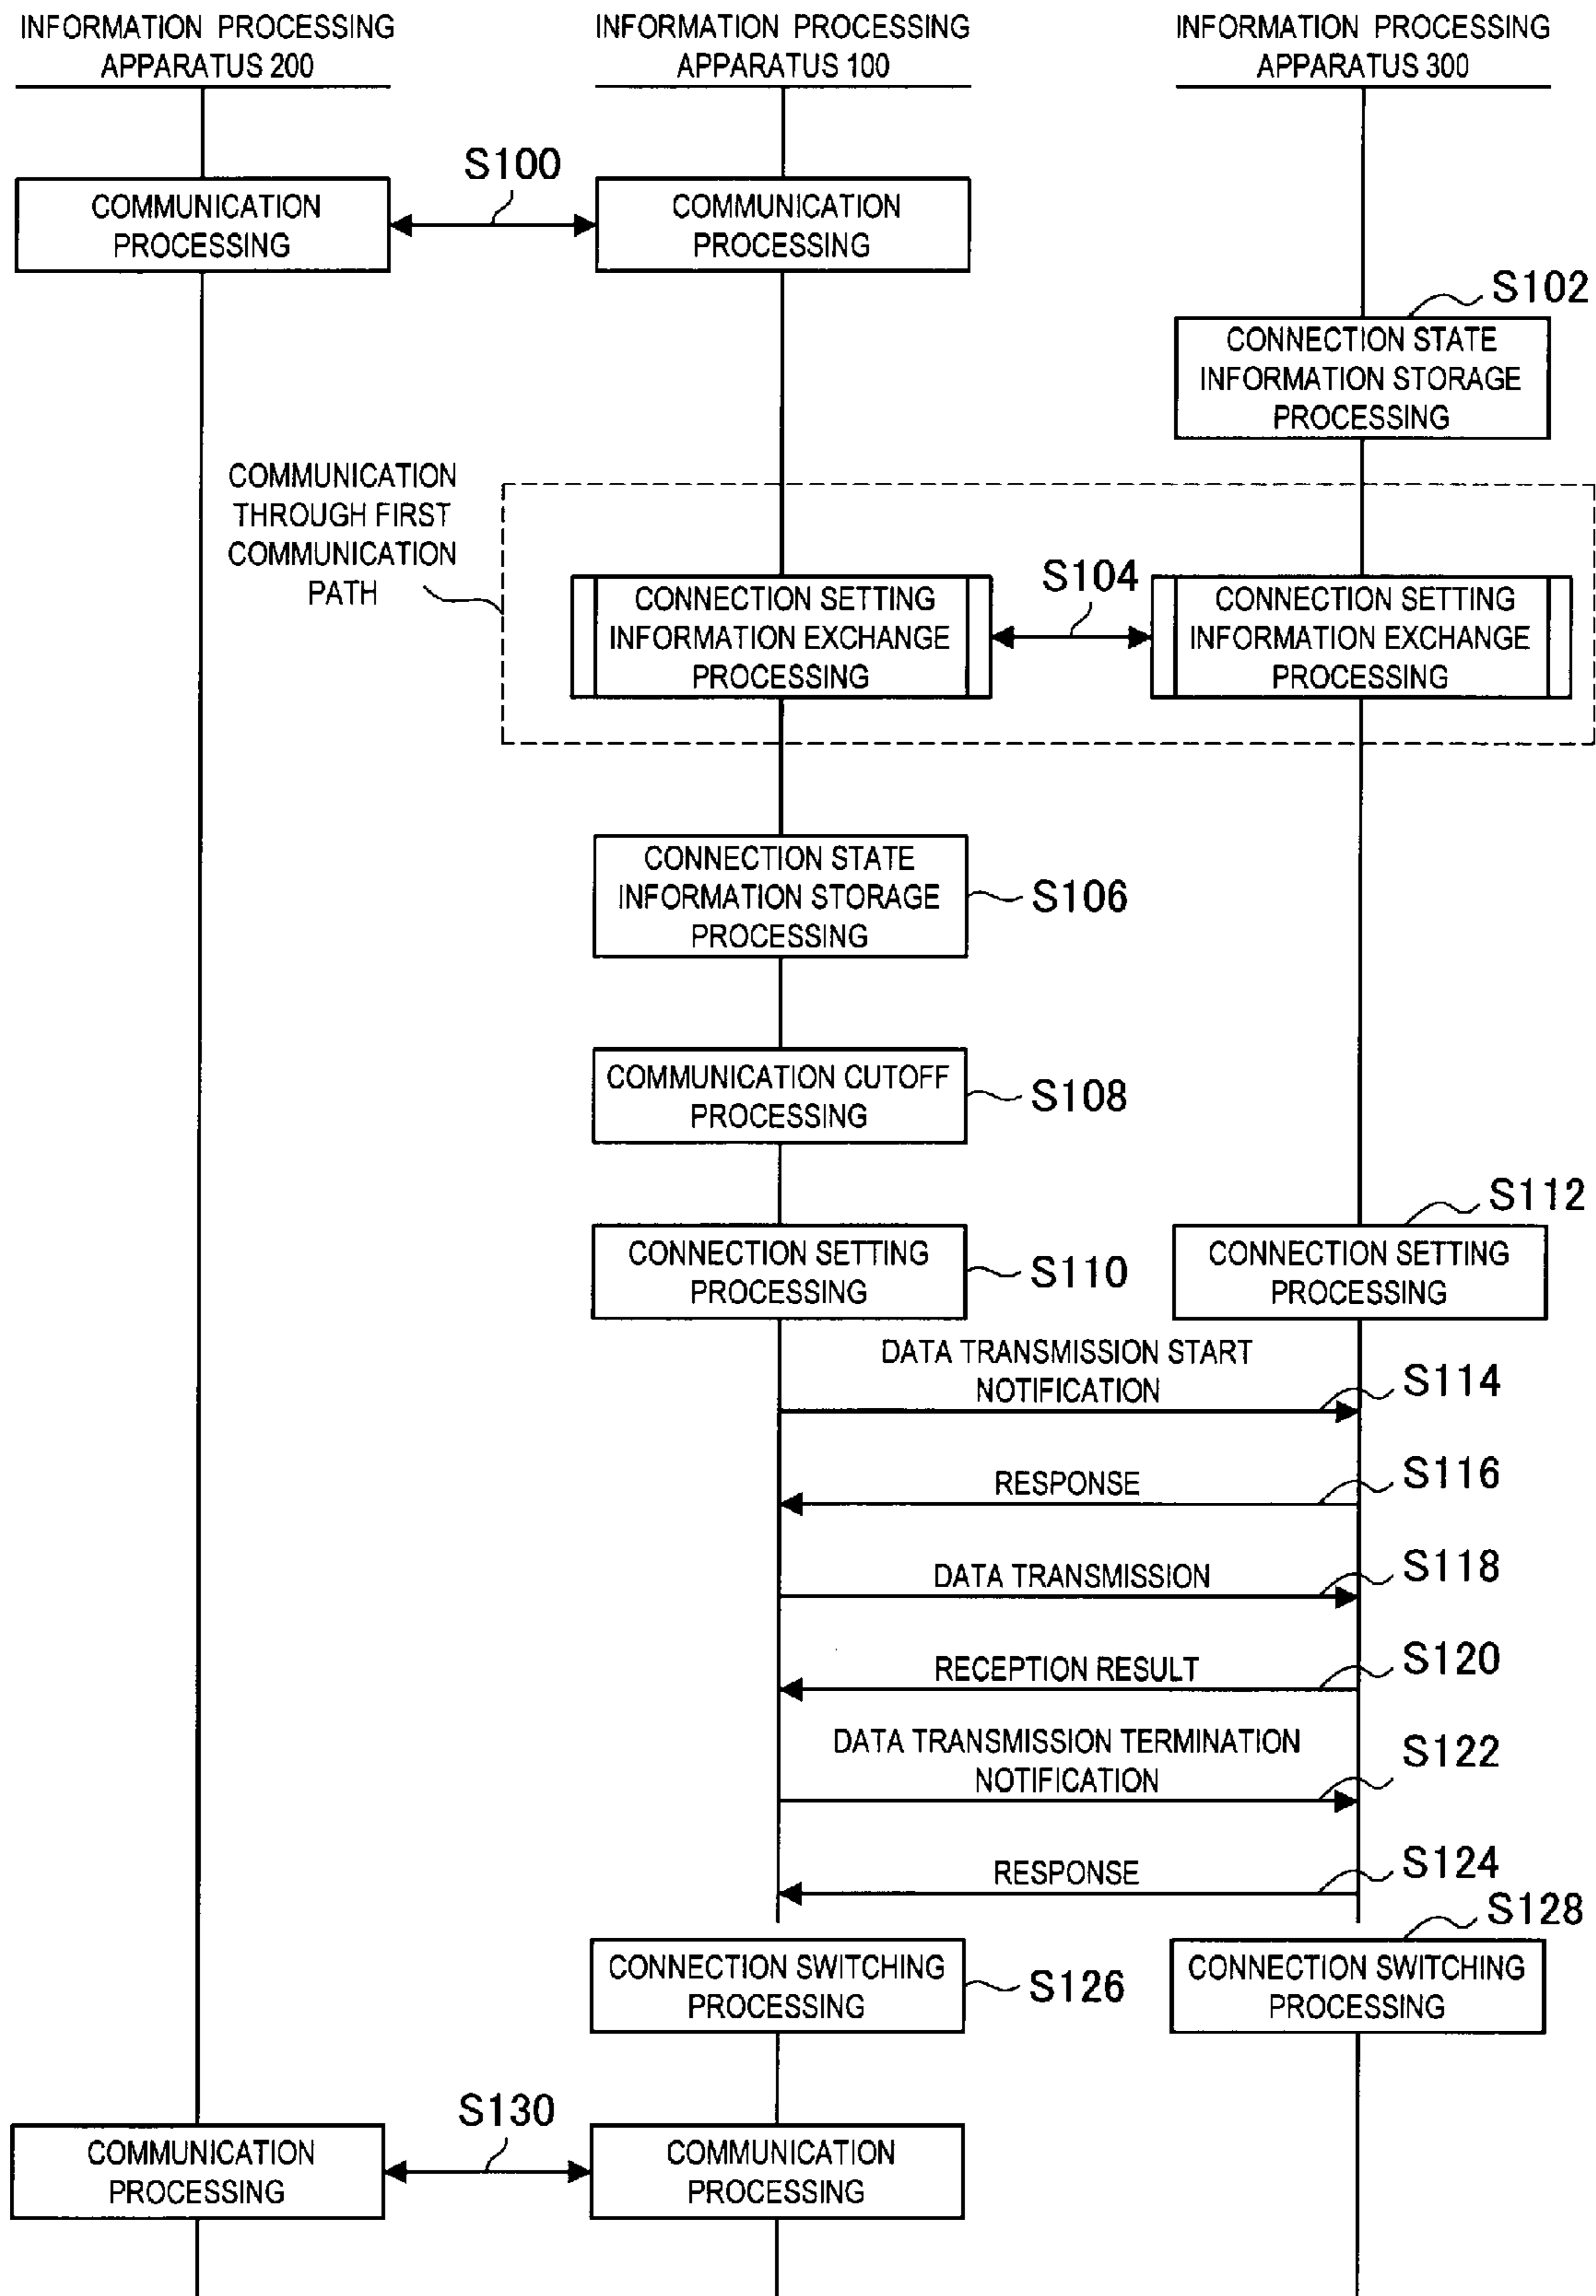 INFORMATION PROCESSING
APPARATUS 200
INFORMATION PROCESSING
APPARATUS 100
INFORMATION PROCESSING
APPARATUS 300
S100
COMMUNICATION
PROCESSING
COMMUNICATION
PROCESSING
S102
CONNECTION STATE
INFORMATION STORAGE
PROCESSING
COMMUNICATION
THROUGH FIRST
COMMUNICATION
PATH
S104
CONNECTION SETTING
INFORMATION EXCHANGE
PROCESSING
CONNECTION SETTING
INFORMATION EXCHANGE
PROCESSING
CONNECTION STATE
INFORMATION STORAGE
PROCESSING
S106
COMMUNICATION CUTOFF
PROCESSING
S108
S112
CONNECTION SETTING
PROCESSING
S110
CONNECTION SETTING
PROCESSING
DATA TRANSMISSION START
NOTIFICATION
S114
RESPONSE
S116
DATA TRANSMISSION
S118
RECEPTION RESULT
S120
DATA TRANSMISSION TERMINATION
NOTIFICATION
S122
RESPONSE
S124
S128
CONNECTION SWITCHING
PROCESSING
S126
CONNECTION SWITCHING
PROCESSING
S130
COMMUNICATION
PROCESSING
COMMUNICATION
PROCESSING